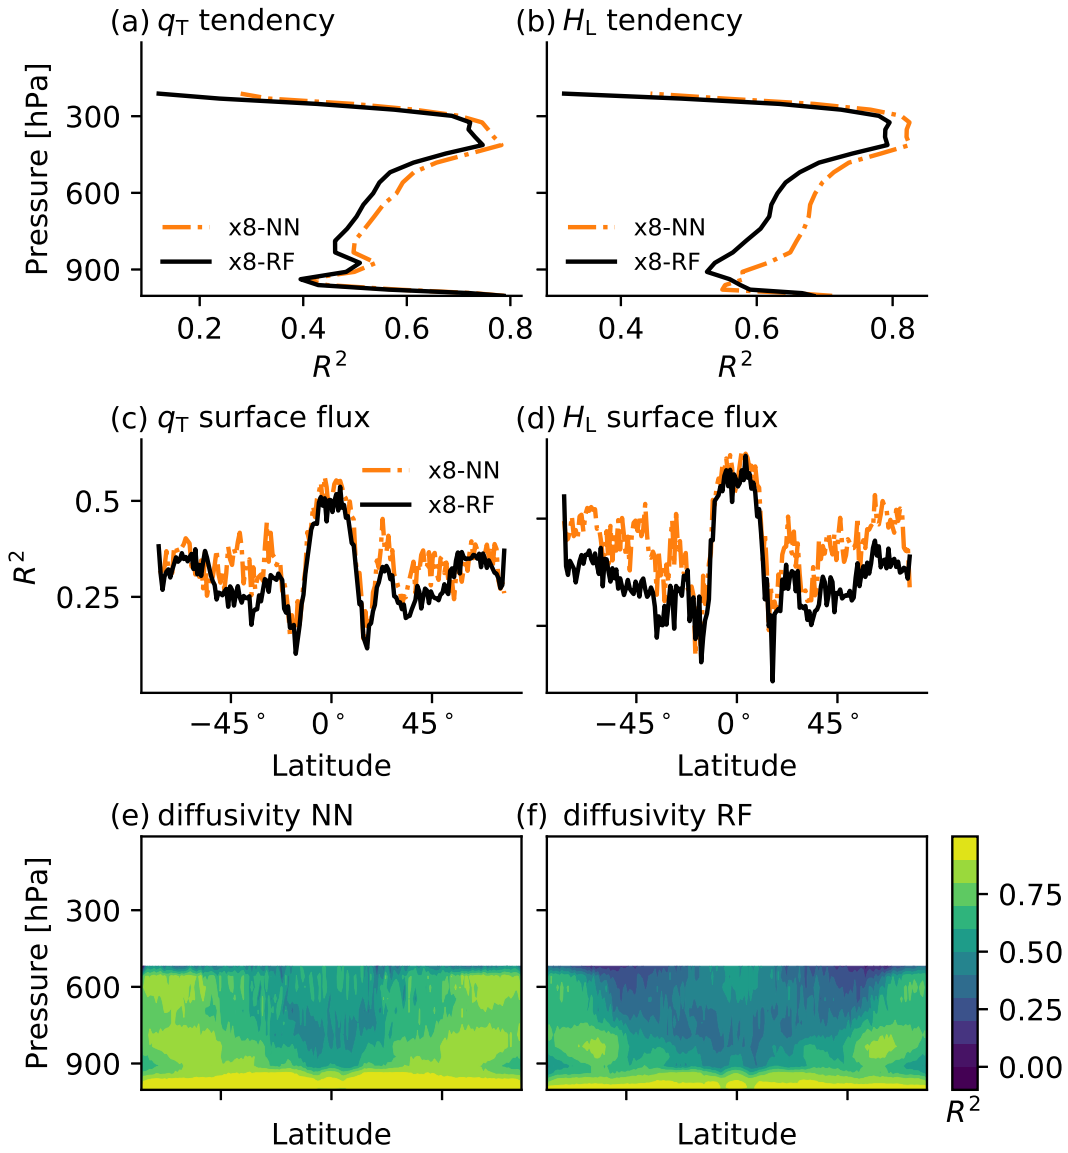 (a) qT tendency
(b) HL tendency
Pressure [hPa]
300
600
900
x8-NN
x8-RF
x8-NN
x8-RF
0.2 0.4 0.6 0.8
0.4 0.6 0.8
R²
R²
(c) qT surface flux
(d) HL surface flux
R²
0.5
0.25
x8-NN
x8-RF
−45° 0° 45°
−45° 0° 45°
Latitude
Latitude
(e) diffusivity NN
(f) diffusivity RF
Pressure [hPa]
300
600
900
0.75
0.50
0.25
0.00
R²
Latitude
Latitude